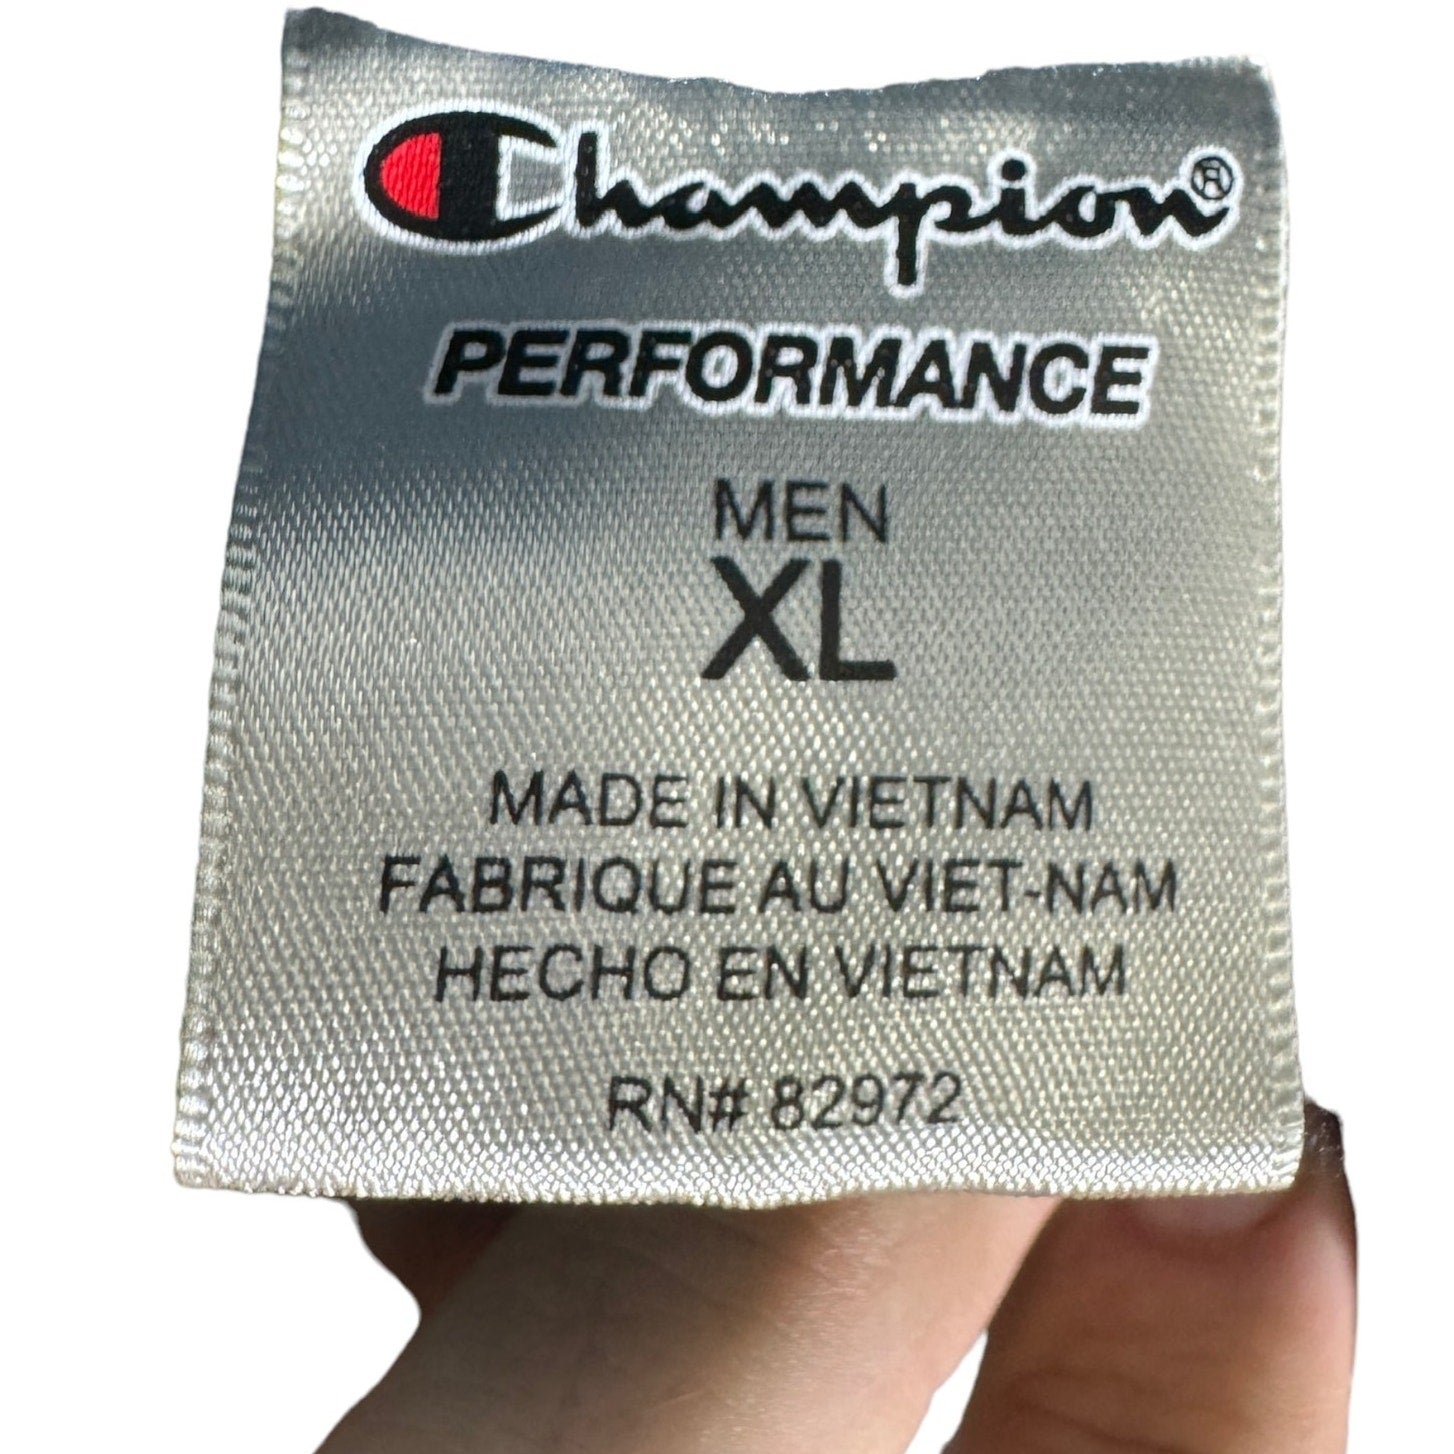 Champion®
PERFORMANCE
MEN
XL
MADE IN VIETNAM
FABRIQUE AU VIET-NAM
HECHO EN VIETNAM
RN# 82972